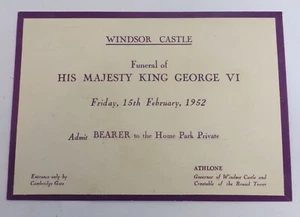 WINDSOR CASTLE
Funeral of
HIS MAJESTY KING GEORGE VI
Friday, 15th February, 1952
Admit BEARER to the Home Park Private
Entrance only by
Cambridge Gate
ATHLONE
Governor of Windsor Castle and
Constable of the Round Tower